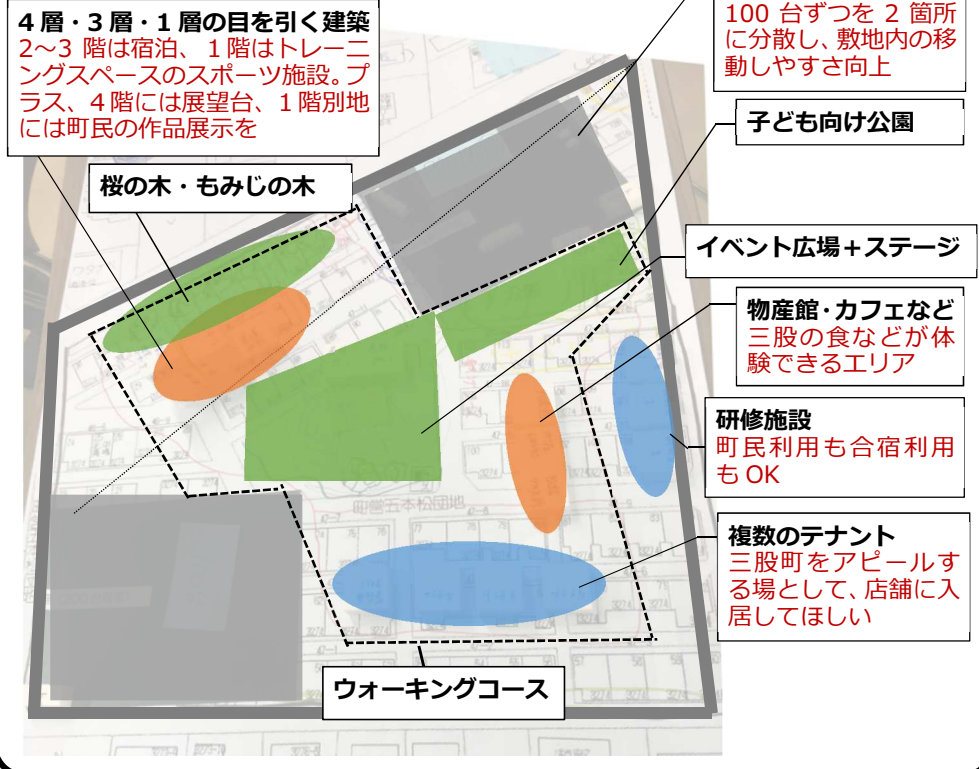 4層・3層・1層の目を引く建築
2～3 階は宿泊、1階はトレーニ
ングスペースのスポーツ施設。プ
ラス、4階には展望台、1階別地
には町民の作品展示を
100 台ずつを 2 箇所
に分散し、敷地内の移
動しやすさ向上
子ども向け公園
桜の木・もみじの木
イベント広場＋ステージ
物産館・カフェなど
三股の食などが体
験できるエリア
研修施設
町民利用も合宿利用
も OK
町営五本松団地
複数のテナント
三股町をアピールす
る場として、店舗に入
居してほしい
ウォーキングコース